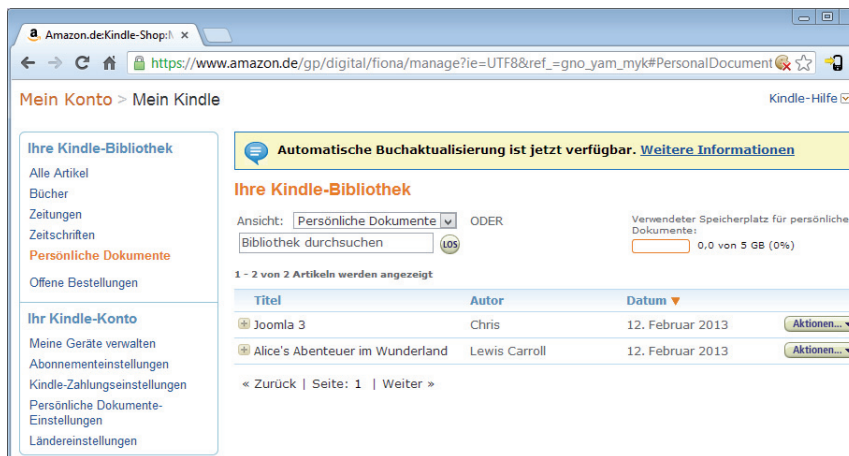 Amazon.de:Kindle-Shop:
https://www.amazon.de/gp/digital/fiona/manage?ie=UTF8&ref_=gno_yam_myk#PersonalDocument
Mein Konto > Mein Kindle
Kindle-Hilfe
Ihre Kindle-Bibliothek
Alle Artikel
Bücher
Zeitungen
Zeitschriften
Persönliche Dokumente
Offene Bestellungen
Ihr Kindle-Konto
Meine Geräte verwalten
Abonnementeinstellungen
Kindle-Zahlungseinstellungen
Persönliche Dokumente-
Einstellungen
Ländereinstellungen
Automatische Buchaktualisierung ist jetzt verfügbar. Weitere Informationen
Ihre Kindle-Bibliothek
Ansicht: Persönliche Dokumente ODER
Bibliothek durchsuchen LOS
Verwendeter Speicherplatz für persönliche
Dokumente:
0,0 von 5 GB (0%)
1 - 2 von 2 Artikeln werden angezeigt
Titel Autor Datum
Joomla 3 Chris 12. Februar 2013 Aktionen...
Alice's Abenteuer im Wunderland Lewis Carroll 12. Februar 2013 Aktionen...
« Zurück | Seite: 1 | Weiter »